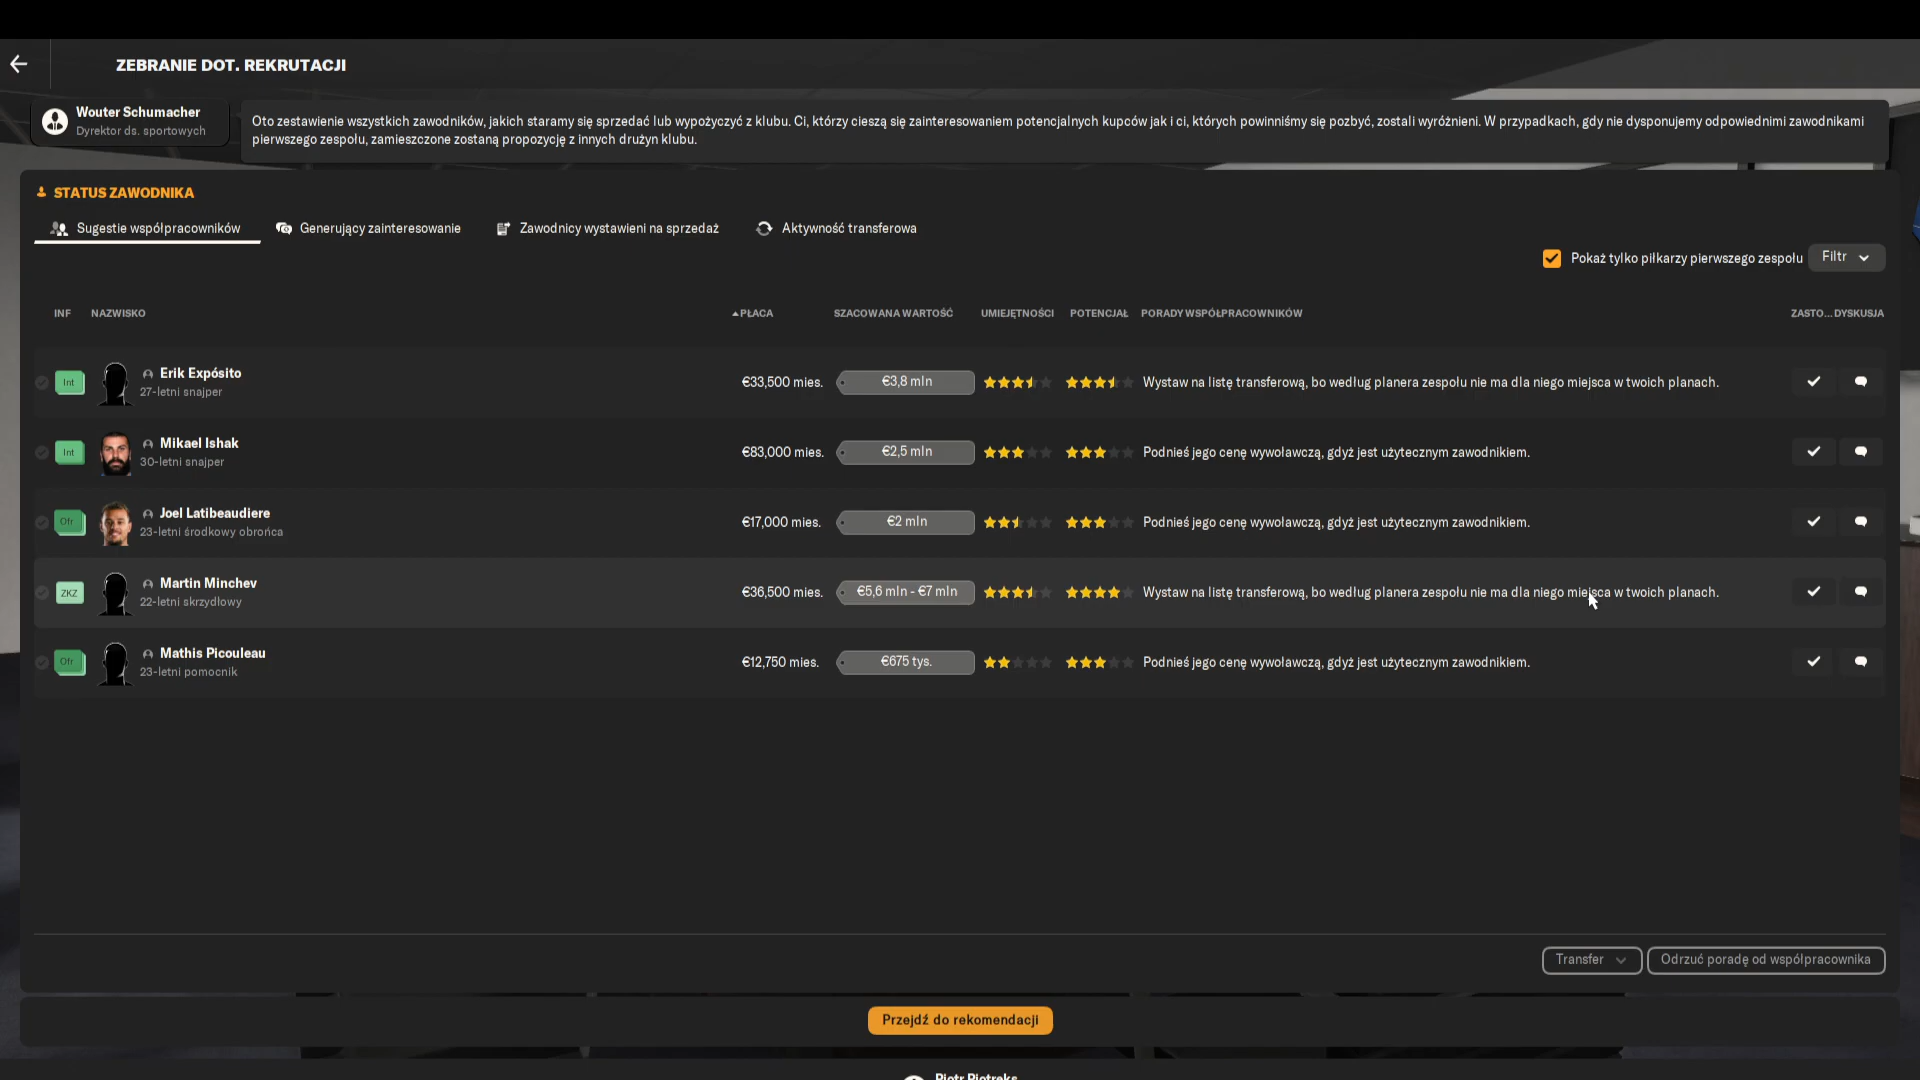 ZEBRANIE DOT. REKRUTACJI
Wouter Schumacher
Dyrektor ds. sportowych
Oto zestawienie wszystkich zawodników, jakich staramy się sprzedać lub wypożyczyć z klubu. Ci, którzy cieszą się zainteresowaniem potencjalnych kupców jak i ci, których powinniśmy się pozbyć, zostali wyróżnieni. W przypadkach, gdy nie dysponujemy odpowiednimi zawodnikami
pierwszego zespołu, zamieszczone zostaną propozycję z innych drużyn klubu.
STATUS ZAWODNIKA
Sugestie współpracowników Generujący zainteresowanie Zawodnicy wystawieni na sprzedaż Aktywność transferowa
Pokaż tylko piłkarzy pierwszego zespołu Filtr
INF NAZWISKO PŁACA SZACOWANA WARTOŚĆ UMIEJĘTNOŚCI POTENCJAŁ PORADY WSPÓŁPRACOWNIKÓW ZASTO... DYSKUSJA
Int Erik Expósito €33,500 mies. €3,8 mln Wystaw na listę transferową, bo według planera zespołu nie ma dla niego miejsca w twoich planach.
27-letni snajper
Int Mikael Ishak €83,000 mies. €2,5 mln Podnieś jego cenę wywoławczą, gdyż jest użytecznym zawodnikiem.
30-letni snajper
Ofr Joel Latibeaudiere €17,000 mies. €2 mln Podnieś jego cenę wywoławczą, gdyż jest użytecznym zawodnikiem.
23-letni środkowy obrońca
ZKZ Martin Minchev €36,500 mies. €5,6 mln - €7 mln Wystaw na listę transferową, bo według planera zespołu nie ma dla niego miejsca w twoich planach.
22-letni skrzydłowy
Ofr Mathis Picouleau €12,750 mies. €675 tys. Podnieś jego cenę wywoławczą, gdyż jest użytecznym zawodnikiem.
23-letni pomocnik
Transfer Odrzuć poradę od współpracownika
Przejdź do rekomendacji
Piotr Piotreks